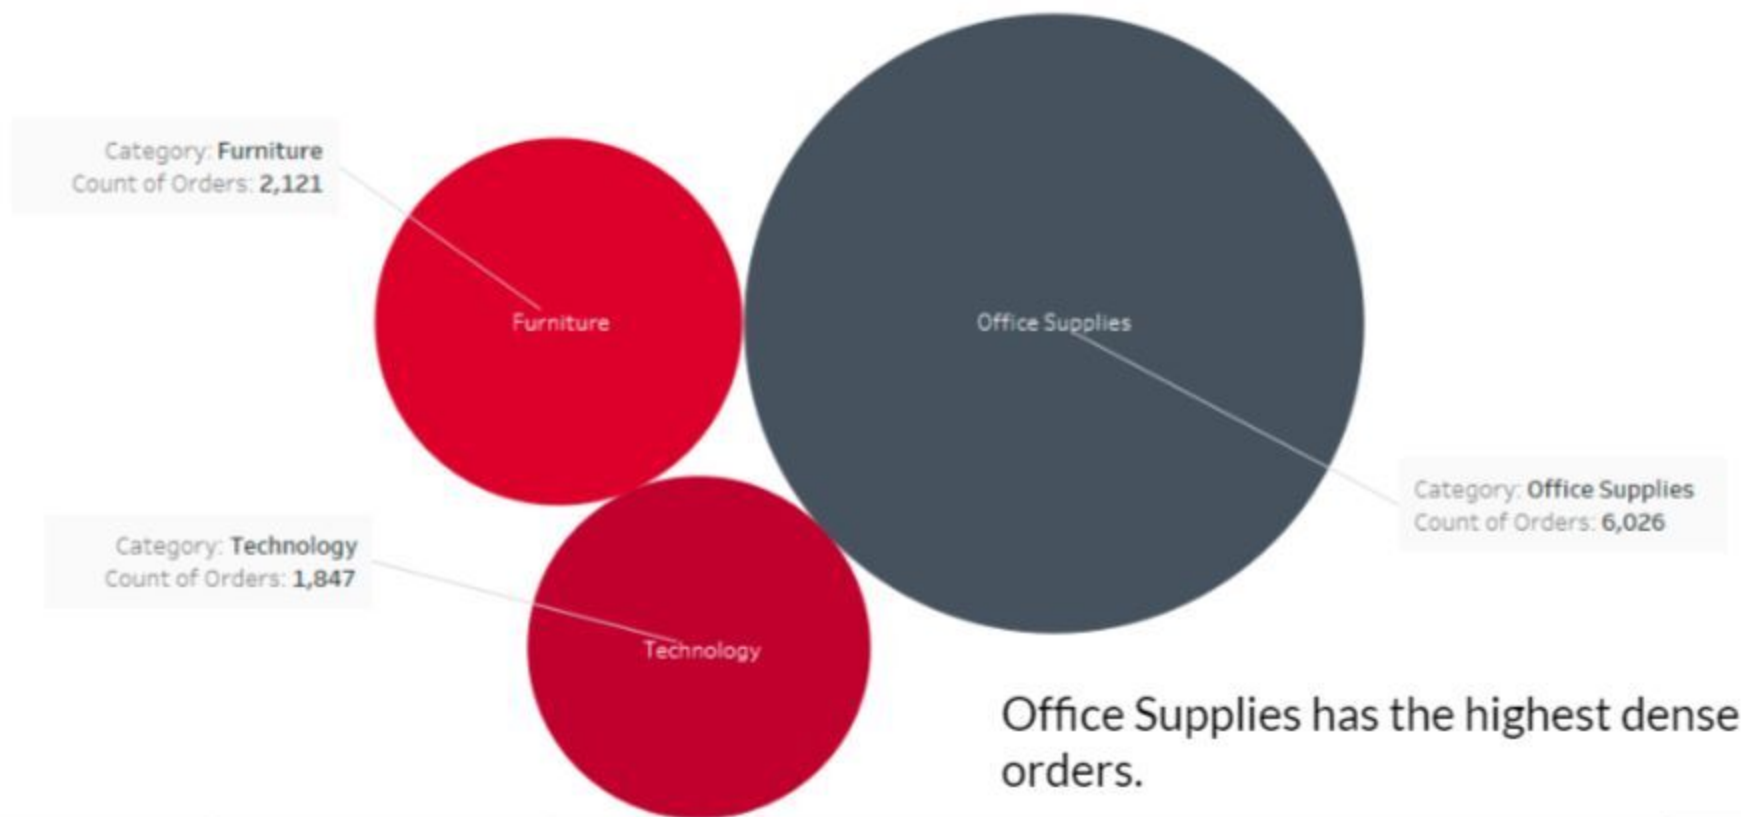 Category: Furniture
Count of Orders: 2,121
Furniture
Office Supplies
Category: Office Supplies
Count of Orders: 6,026
Category: Technology
Count of Orders: 1,847
Technology
Office Supplies has the highest dense
orders.